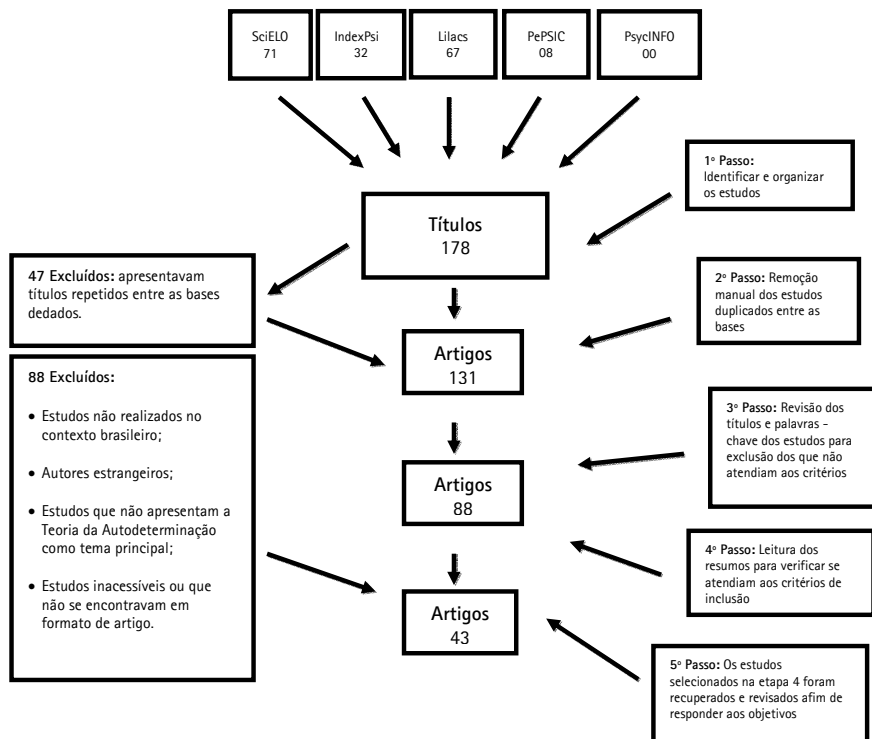 SciELO
71
IndexPsi
32
Lilacs
67
PePSIC
08
PsycINFO
00
1º Passo:
Identificar e organizar
os estudos
Títulos
178
47 Excluídos: apresentavam
títulos repetidos entre as bases
dedados.
2º Passo: Remoção
manual dos estudos
duplicados entre as
bases
Artigos
131
88 Excluídos:
• Estudos não realizados no
contexto brasileiro;
• Autores estrangeiros;
• Estudos que não apresentam a
Teoria da Autodeterminação
como tema principal;
• Estudos inacessíveis ou que
não se encontravam em
formato de artigo.
3º Passo: Revisão dos
títulos e palavras -
chave dos estudos para
exclusão dos que não
atendiam aos critérios
Artigos
88
4º Passo: Leitura dos
resumos para verificar se
atendiam aos critérios de
inclusão
Artigos
43
5º Passo: Os estudos
selecionados na etapa 4 foram
recuperados e revisados afim de
responder aos objetivos